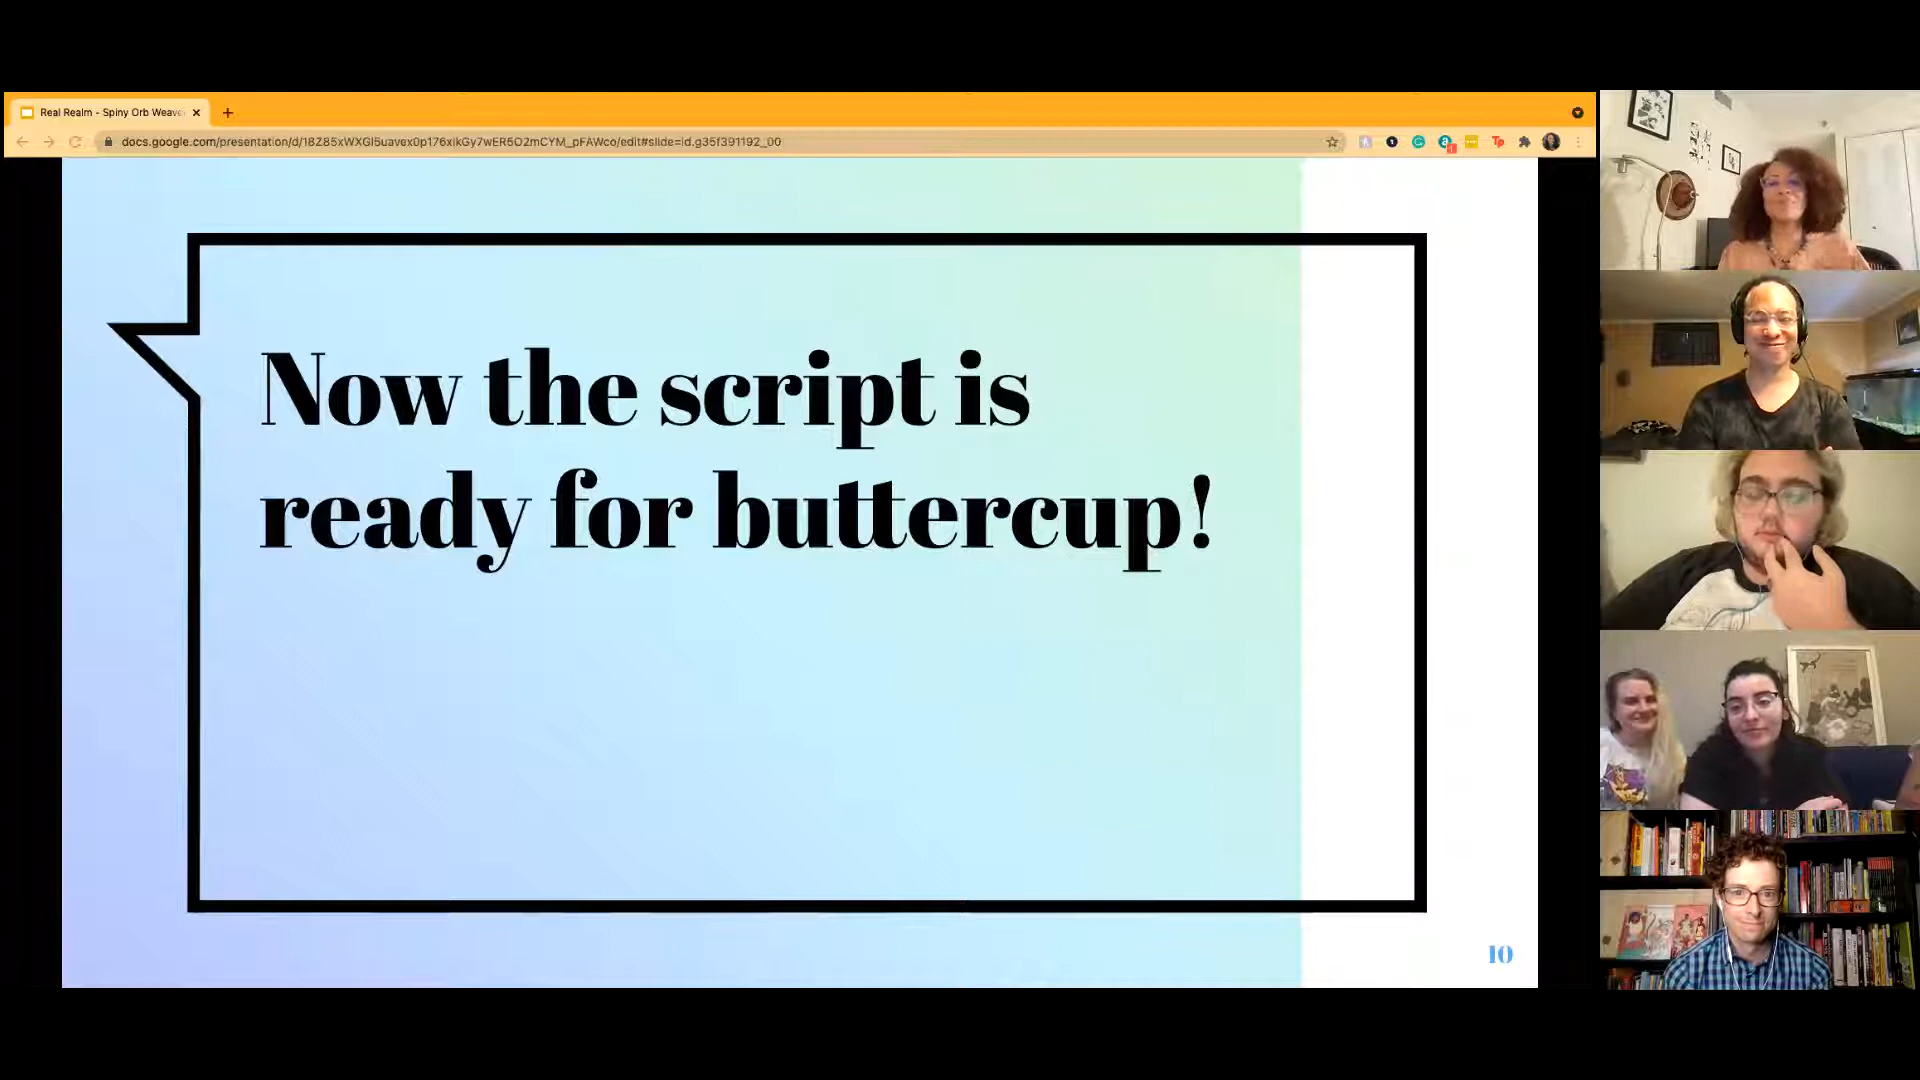 Real Realm - Spiny Orb Weave
docs.google.com/presentation/d/18Z85xWXGl5uavex0p176xikGy7wER5O2mCYM_pFAWco/edit#slide=id.g35f391192_00
Now the script is
ready for buttercup!
10